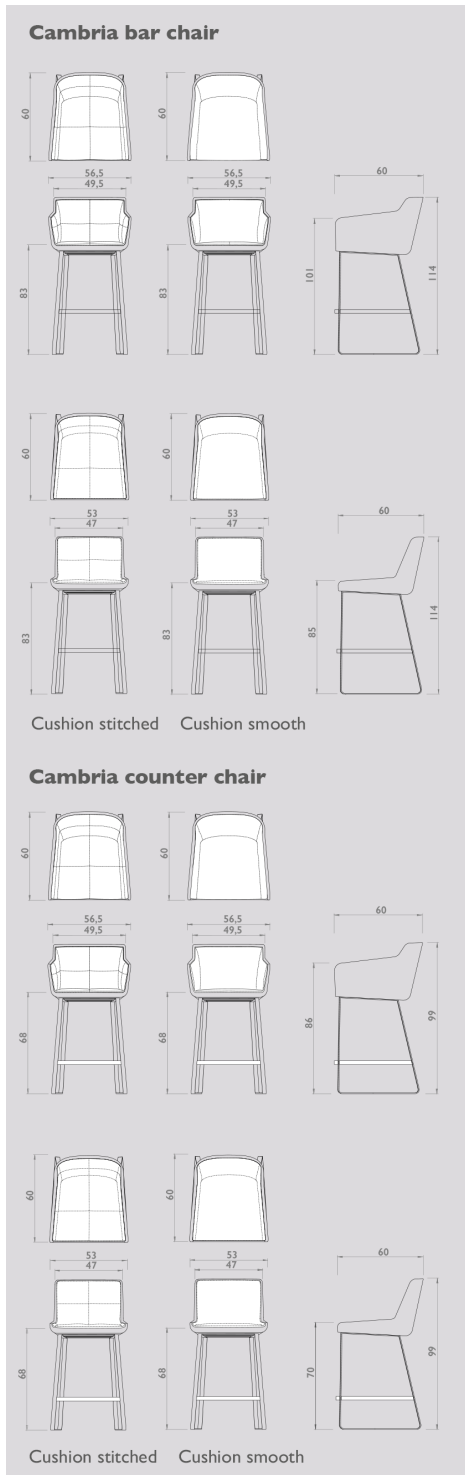 Cambria bar chair
60 60
56,5 56,5 60
49,5 49,5
83 83 101 114
60 60
53 53 60
47 47
83 83 85 114
Cushion stitched Cushion smooth
Cambria counter chair
60 60
56,5 56,5 60
49,5 49,5
68 68 86 99
60 60
53 53 60
47 47
68 68 70 99
Cushion stitched Cushion smooth